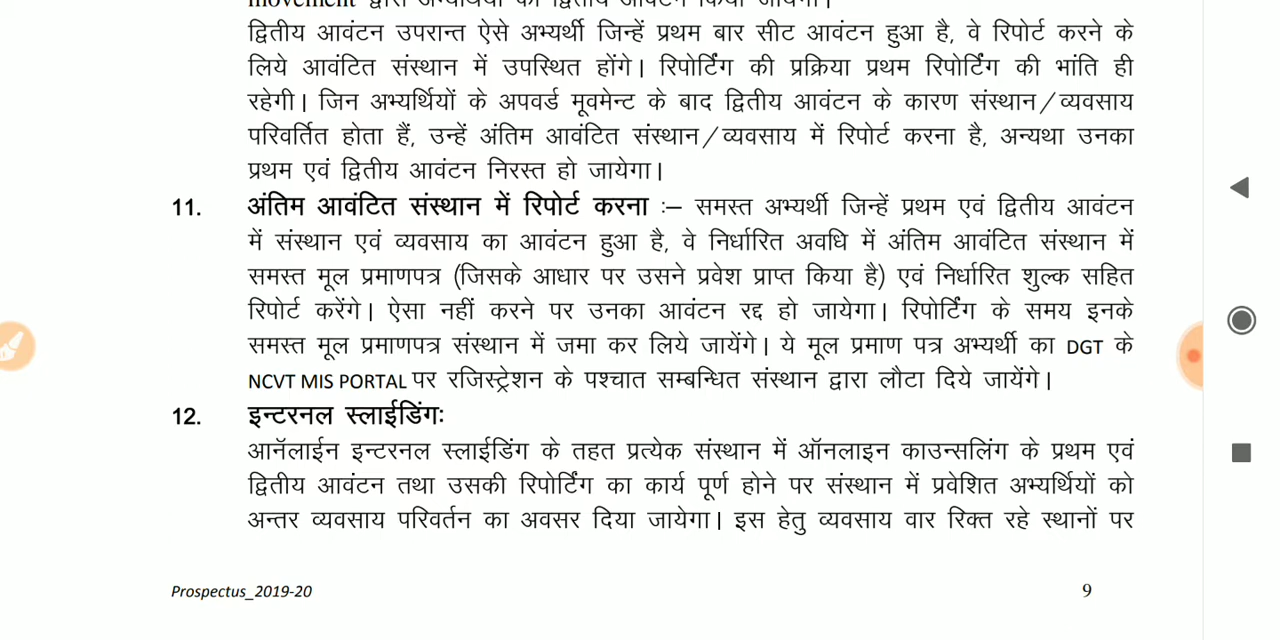 movement द्वारा अभ्यर्थियों को द्वितीय आवंटन किया जायेगा।
द्वितीय आवंटन उपरान्त ऐसे अभ्यर्थी जिन्हें प्रथम बार सीट आवंटन हुआ है, वे रिपोर्ट करने के
लिये आवंटित संस्थान में उपस्थित होंगे। रिपोर्टिंग की प्रक्रिया प्रथम रिपोर्टिंग की भांति ही
रहेगी। जिन अभ्यर्थियों के अपवर्ड मूवमेन्ट के बाद द्वितीय आवंटन के कारण संस्थान/व्यवसाय
परिवर्तित होता हैं, उन्हें अंतिम आवंटित संस्थान/व्यवसाय में रिपोर्ट करना है, अन्यथा उनका
प्रथम एवं द्वितीय आवंटन निरस्त हो जायेगा।
11. अंतिम आवंटित संस्थान में रिपोर्ट करना :– समस्त अभ्यर्थी जिन्हें प्रथम एवं द्वितीय आवंटन
में संस्थान एवं व्यवसाय का आवंटन हुआ है, वे निर्धारित अवधि में अंतिम आवंटित संस्थान में
समस्त मूल प्रमाणपत्र (जिसके आधार पर उसने प्रवेश प्राप्त किया है) एवं निर्धारित शुल्क सहित
रिपोर्ट करेंगे। ऐसा नहीं करने पर उनका आवंटन रद्द हो जायेगा। रिपोर्टिंग के समय इनके
समस्त मूल प्रमाणपत्र संस्थान में जमा कर लिये जायेंगे। ये मूल प्रमाण पत्र अभ्यर्थी का DGT के
NCVT MIS PORTAL पर रजिस्ट्रेशन के पश्चात सम्बन्धित संस्थान द्वारा लौटा दिये जायेंगे।
12. इन्टरनल स्लाईडिंगः
आनॅलाईन इन्टरनल स्लाईडिंग के तहत प्रत्येक संस्थान में ऑनलाइन काउन्सलिंग के प्रथम एवं
द्वितीय आवंटन तथा उसकी रिपोर्टिंग का कार्य पूर्ण होने पर संस्थान में प्रवेशित अभ्यर्थियों को
अन्तर व्यवसाय परिवर्तन का अवसर दिया जायेगा। इस हेतु व्यवसाय वार रिक्त रहे स्थानों पर
Prospectus_2019-20 9